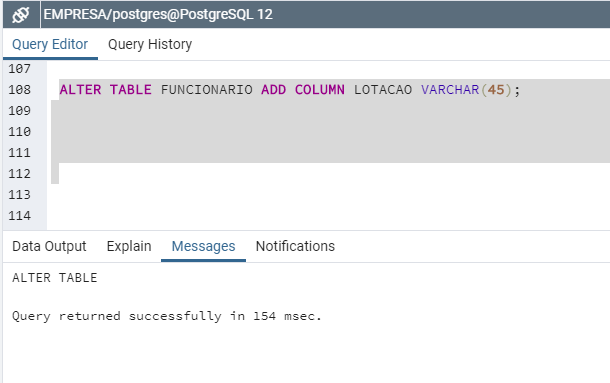 EMPRESA/postgres@PostgreSQL 12
Query Editor Query History
107
108 ALTER TABLE FUNCIONARIO ADD COLUMN LOTACAO VARCHAR(45);
109
110
111
112
113
114
Data Output Explain Messages Notifications
ALTER TABLE
Query returned successfully in 154 msec.